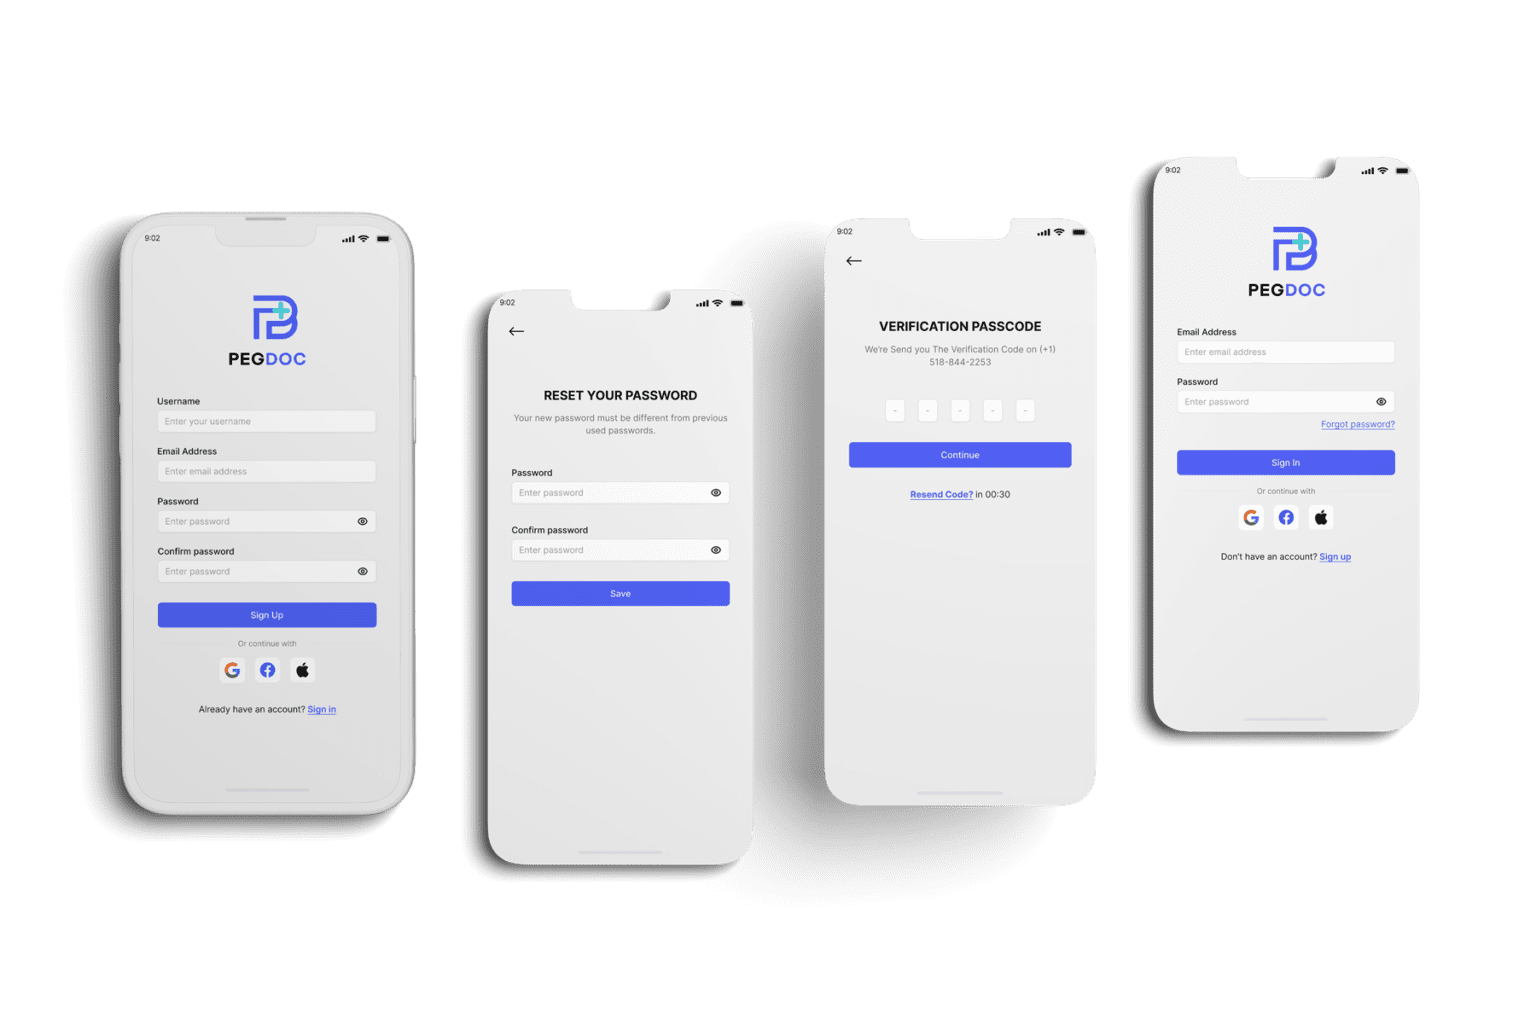 9:02
PEGDOC
Username
Enter your username
Email Address
Enter email address
Password
Enter password
Confirm password
Enter password
Sign Up
Or continue with
Already have an account? Sign in
9:02
RESET YOUR PASSWORD
Your new password must be different from previous
used passwords.
Password
Enter password
Confirm password
Enter password
Save
9:02
VERIFICATION PASSCODE
We're Send you The Verification Code on (+1)
518-844-2253
- - - - -
Continue
Resend Code? in 00:30
9:02
PEGDOC
Email Address
Enter email address
Password
Enter password
Forgot password?
Sign In
Or continue with
Don't have an account? Sign up